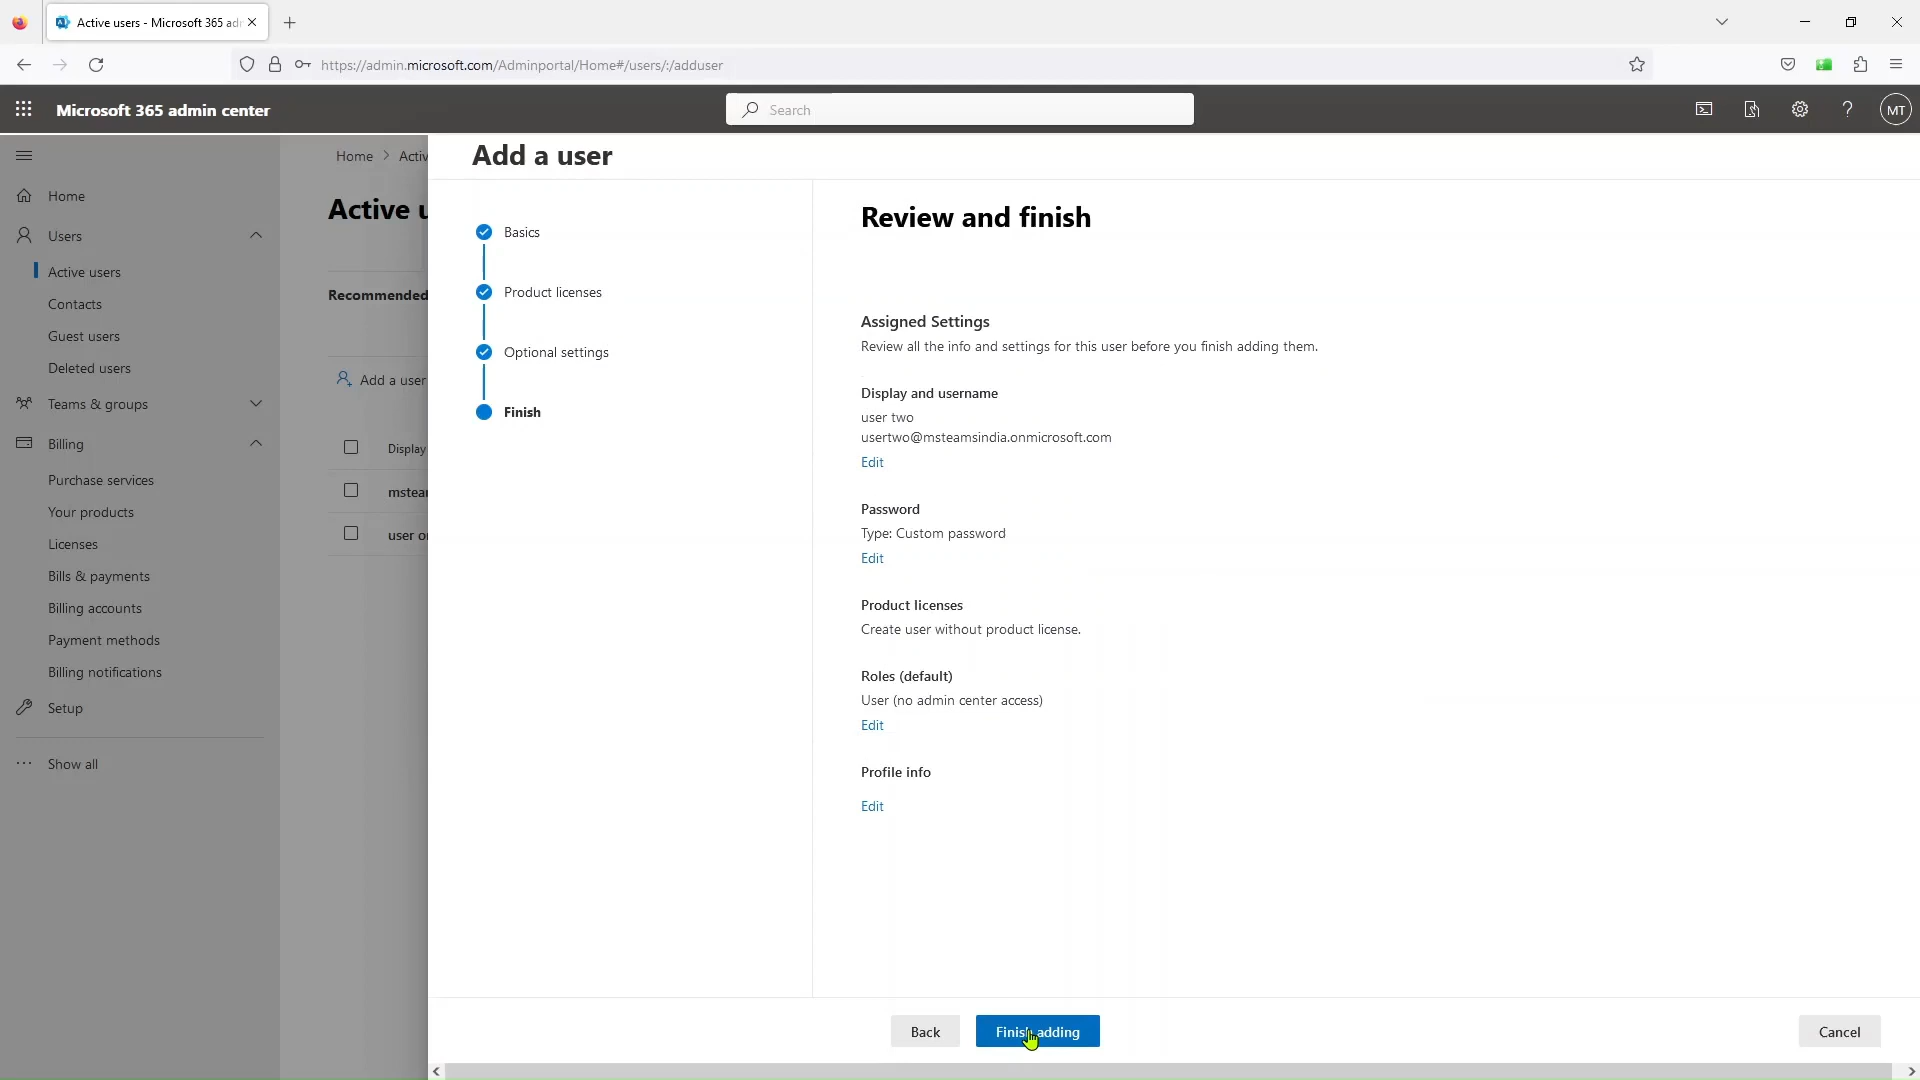 Active users - Microsoft 365 adm
https://admin.microsoft.com/Adminportal/Home#/users/:/adduser
Microsoft 365 admin center
Search
MT
Home
Users
Active users
Contacts
Guest users
Deleted users
Teams & groups
Billing
Purchase services
Your products
Licenses
Bills & payments
Billing accounts
Payment methods
Billing notifications
Setup
Show all
Home > Activ
Active u
Recommended
Add a user
Display
mstea
user o
Add a user
Basics
Product licenses
Optional settings
Finish
Review and finish
Assigned Settings
Review all the info and settings for this user before you finish adding them.
Display and username
user two
usertwo@msteamsindia.onmicrosoft.com
Edit
Password
Type: Custom password
Edit
Product licenses
Create user without product license.
Roles (default)
User (no admin center access)
Edit
Profile info
Edit
Back
Finish adding
Cancel